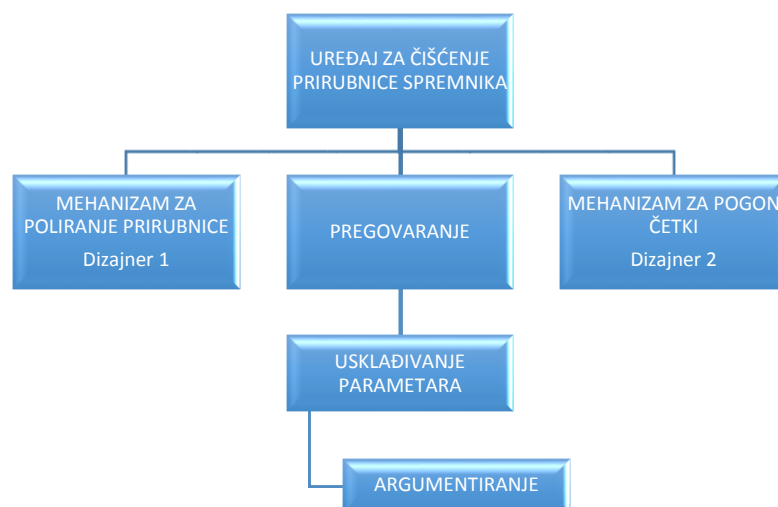 UREĐAJ ZA ČIŠĆENJE
PRIRUBNICE SPREMNIKA
MEHANIZAM ZA
POLIRANJE PRIRUBNICE
Dizajner 1
PREGOVARANJE
MEHANIZAM ZA POGON
ČETKI
Dizajner 2
USKLAĐIVANJE
PARAMETARA
ARGUMENTIRANJE